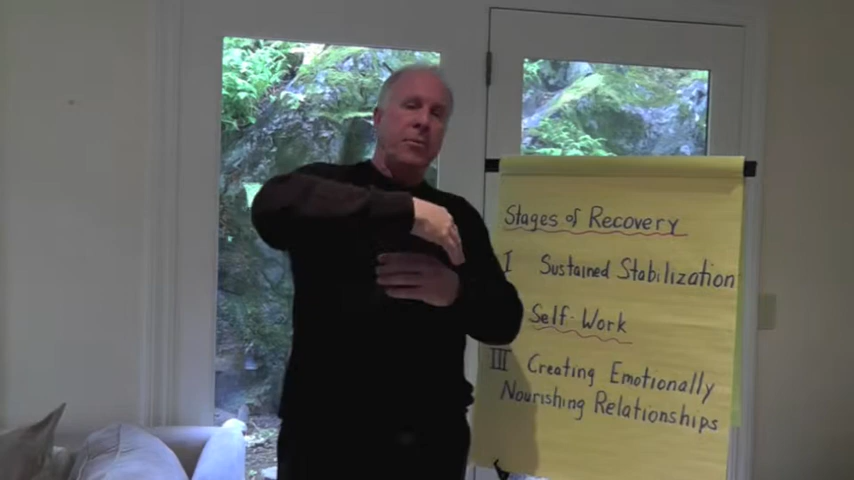 Stages of Recovery
I Sustained Stabilization
Self-Work
III Creating Emotionally
Nourishing Relationships.